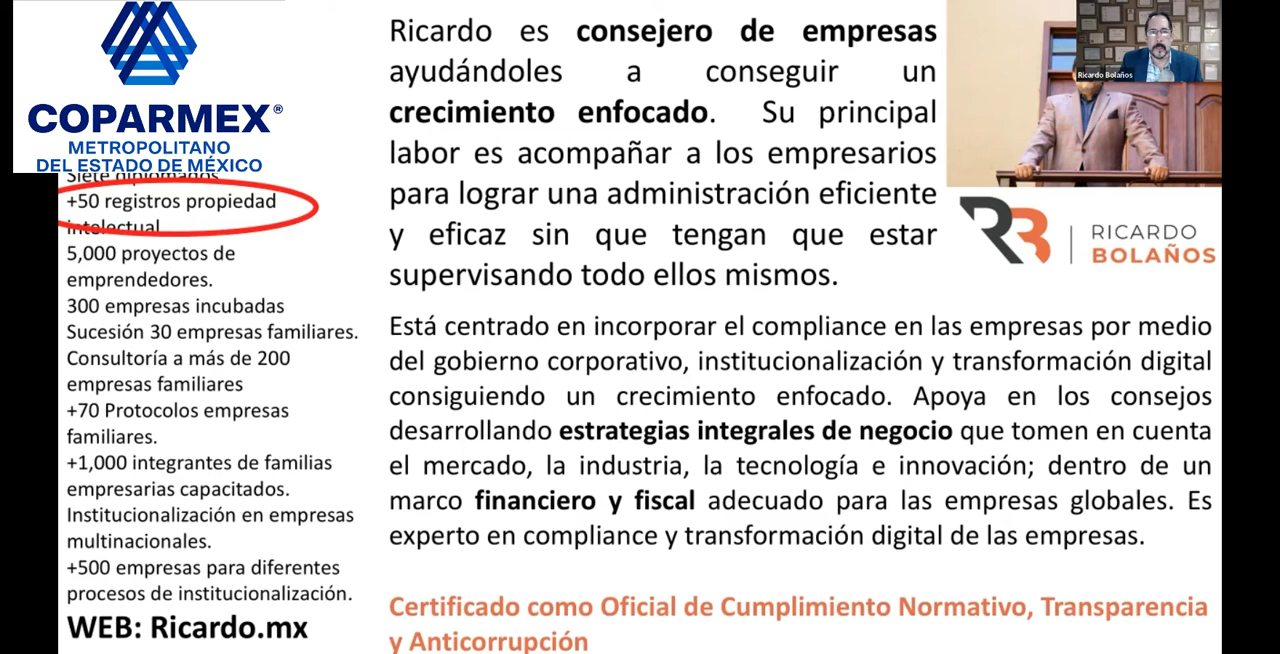 COPARMEX®
METROPOLITANO
DEL ESTADO DE MÉXICO
Siete diplomados
+50 registros propiedad
intelectual
5,000 proyectos de
emprendedores.
300 empresas incubadas
Sucesión 30 empresas familiares.
Consultoría a más de 200
empresas familiares
+70 Protocolos empresas
familiares.
+1,000 integrantes de familias
empresarias capacitados.
Institucionalización en empresas
multinacionales.
+500 empresas para diferentes
procesos de institucionalización.
WEB: Ricardo.mx
Ricardo es consejero de empresas
ayudándoles a conseguir un
crecimiento enfocado. Su principal
labor es acompañar a los empresarios
para lograr una administración eficiente
y eficaz sin que tengan que estar
supervisando todo ellos mismos.
Está centrado en incorporar el compliance en las empresas por medio
del gobierno corporativo, institucionalización y transformación digital
consiguiendo un crecimiento enfocado. Apoya en los consejos
desarrollando estrategias integrales de negocio que tomen en cuenta
el mercado, la industria, la tecnología e innovación; dentro de un
marco financiero y fiscal adecuado para las empresas globales. Es
experto en compliance y transformación digital de las empresas.
Certificado como Oficial de Cumplimiento Normativo, Transparencia
y Anticorrupción
Ricardo Bolaños
RB
RICARDO
BOLAÑOS